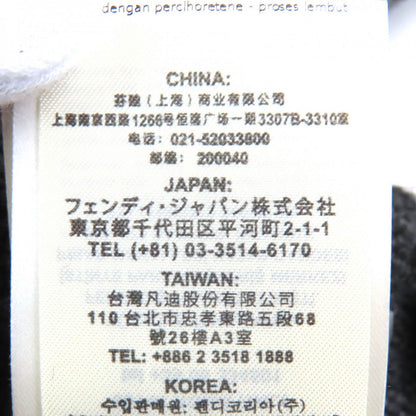 dengan percihoretene - proses lembut
CHINA:
芬迪（上海）商业有限公司
上海南京西路1266号恒隆广场一期3307B-3310室
电话: 021-52033800
邮编: 200040
JAPAN:
フェンディ・ジャパン株式会社
東京都千代田区平河町2-1-1
TEL (+81) 03-3514-6170
TAIWAN:
台灣凡迪股份有限公司
110 台北市忠孝東路五段68
號26樓A3室
TEL: +886 2 3518 1888
KOREA:
수입판매원: 펜디코리아(주)